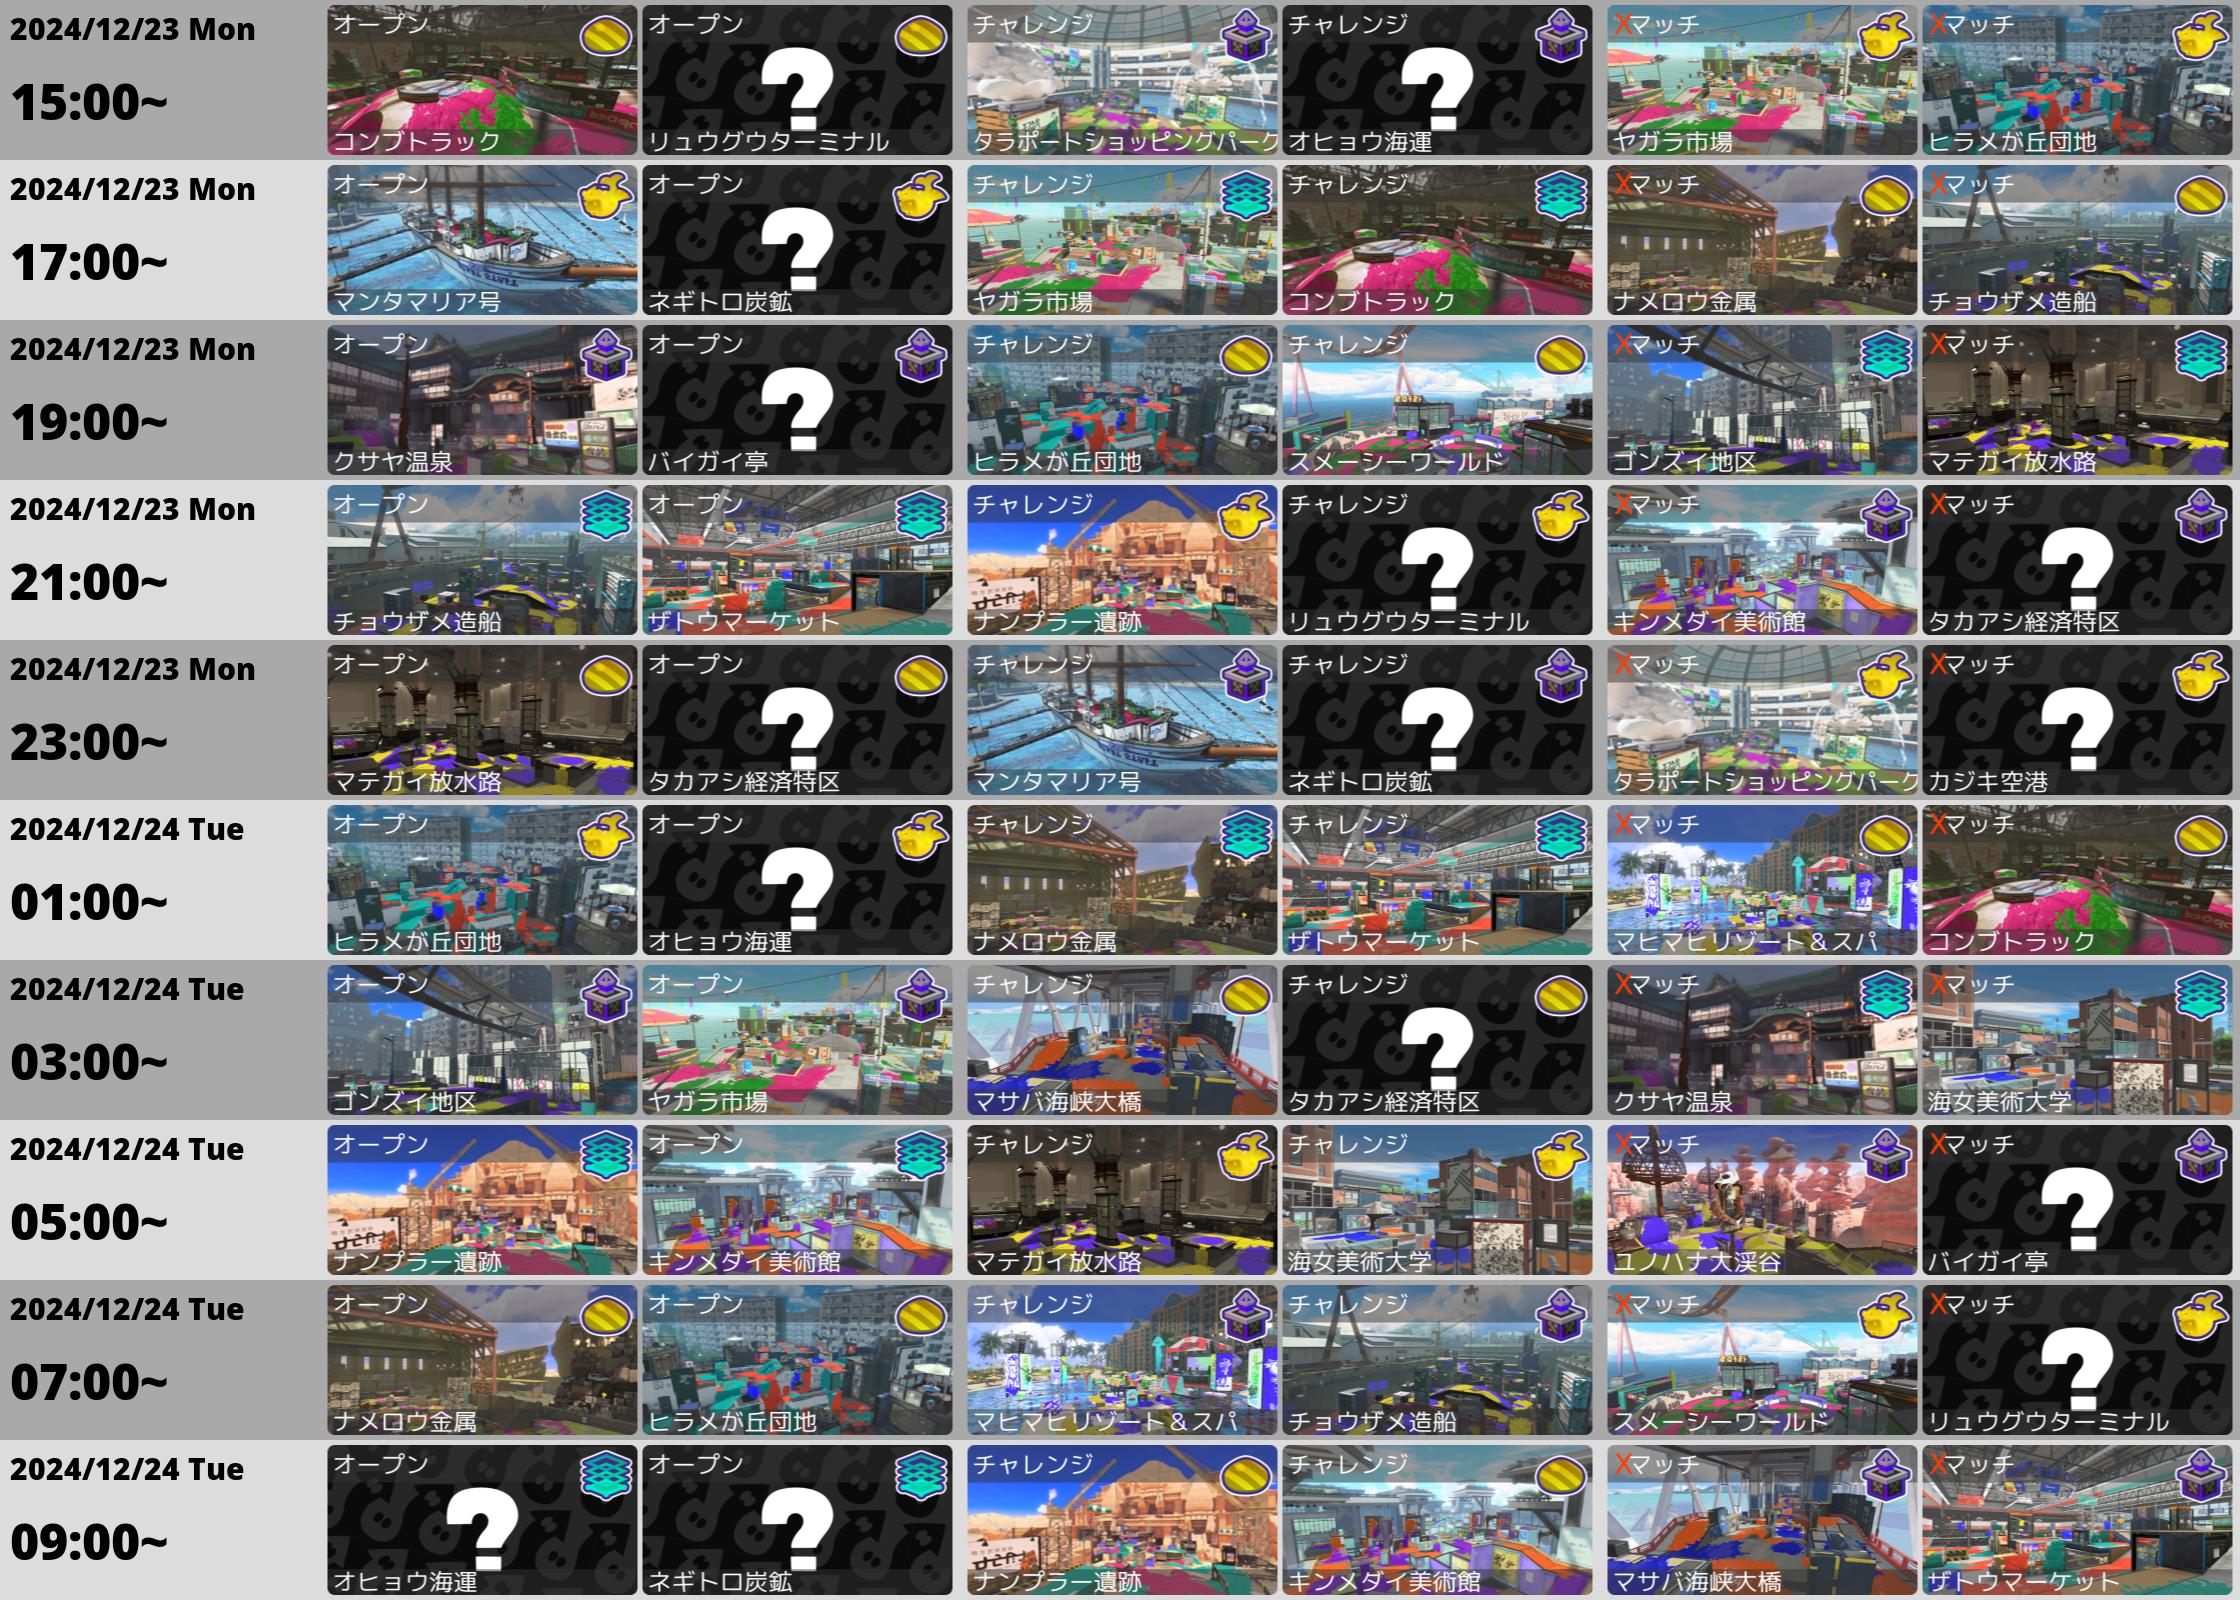 2024/12/23 Mon
15:00~
オープン
コンブトラック
オープン
リュウグウターミナル
チャレンジ
タラポートショッピングパーク
チャレンジ
オヒョウ海運
Xマッチ
ヤガラ市場
Xマッチ
ヒラメが丘団地
2024/12/23 Mon
17:00~
オープン
マンタマリア号
オープン
ネギトロ炭鉱
チャレンジ
ヤガラ市場
チャレンジ
コンブトラック
Xマッチ
ナメロウ金属
Xマッチ
チョウザメ造船
2024/12/23 Mon
19:00~
オープン
クサヤ温泉
オープン
バイガイ亭
チャレンジ
ヒラメが丘団地
チャレンジ
スメーシーワールド
Xマッチ
ゴンズイ地区
Xマッチ
マテガイ放水路
2024/12/23 Mon
21:00~
オープン
チョウザメ造船
オープン
ザトウマーケット
チャレンジ
ナンプラー遺跡
チャレンジ
リュウグウターミナル
Xマッチ
キンメダイ美術館
Xマッチ
タカアシ経済特区
2024/12/23 Mon
23:00~
オープン
マテガイ放水路
オープン
タカアシ経済特区
チャレンジ
マンタマリア号
チャレンジ
ネギトロ炭鉱
Xマッチ
タラポートショッピングパーク
Xマッチ
カジキ空港
2024/12/24 Tue
01:00~
オープン
ヒラメが丘団地
オープン
オヒョウ海運
チャレンジ
ナメロウ金属
チャレンジ
ザトウマーケット
Xマッチ
マヒマヒリゾート&スパ
Xマッチ
コンブトラック
2024/12/24 Tue
03:00~
オープン
ゴンズイ地区
オープン
ヤガラ市場
チャレンジ
マサバ海峡大橋
チャレンジ
タカアシ経済特区
Xマッチ
クサヤ温泉
Xマッチ
海女美術大学
2024/12/24 Tue
05:00~
オープン
ナンプラー遺跡
オープン
キンメダイ美術館
チャレンジ
マテガイ放水路
チャレンジ
海女美術大学
Xマッチ
ユノハナ大渓谷
Xマッチ
バイガイ亭
2024/12/24 Tue
07:00~
オープン
ナメロウ金属
オープン
ヒラメが丘団地
チャレンジ
マヒマヒリゾート&スパ
チャレンジ
チョウザメ造船
Xマッチ
スメーシーワールド
Xマッチ
リュウグウターミナル
2024/12/24 Tue
09:00~
オープン
オヒョウ海運
オープン
ネギトロ炭鉱
チャレンジ
ナンプラー遺跡
チャレンジ
キンメダイ美術館
Xマッチ
マサバ海峡大橋
Xマッチ
ザトウマーケット